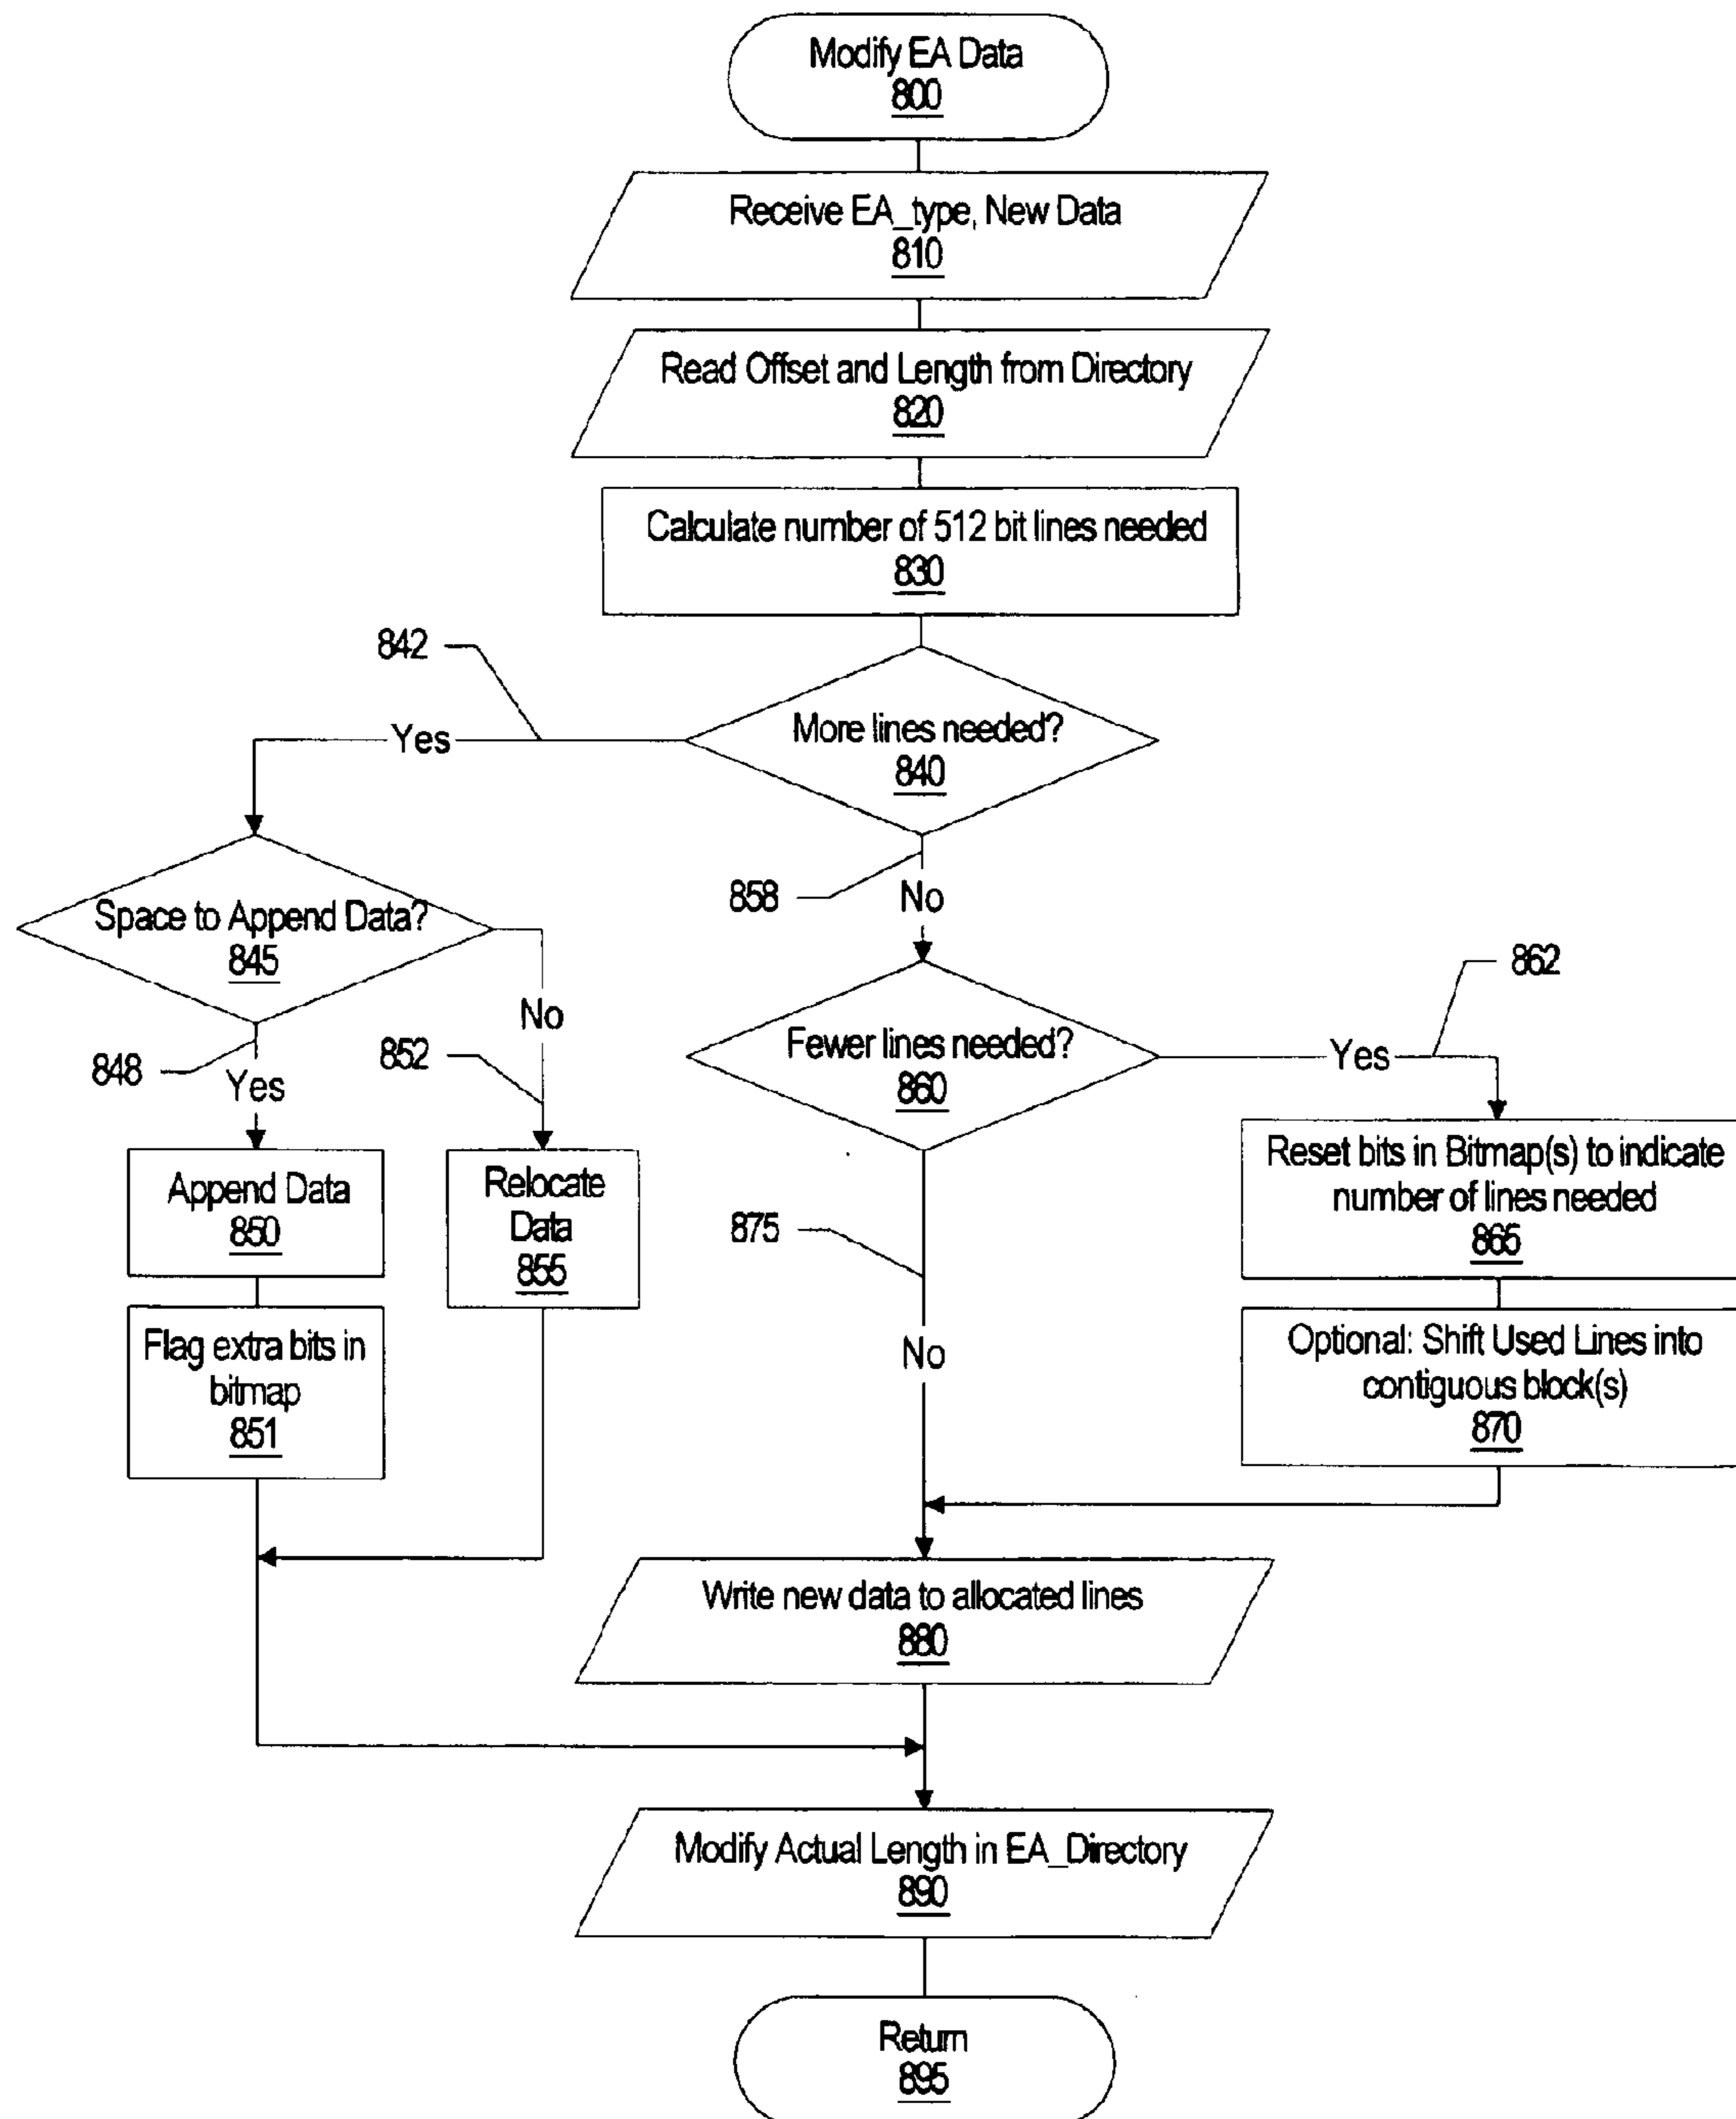 Modify EA Data
800
Receive EA_type, New Data
810
Read Offset and Length from Directory
820
Calculate number of 512 bit lines needed
830
842
Yes
More lines needed?
840
Space to Append Data?
845
858
No
862
No
Fewer lines needed?
860
Yes
848
Yes
852
Append Data
850
Relocate
Data
855
875
Reset bits in Bitmap(s) to indicate
number of lines needed
865
Flag extra bits in
bitmap
851
No
Optional: Shift Used Lines into
contiguous block(s)
870
Write new data to allocated lines
880
Modify Actual Length in EA_Directory
890
Return
895